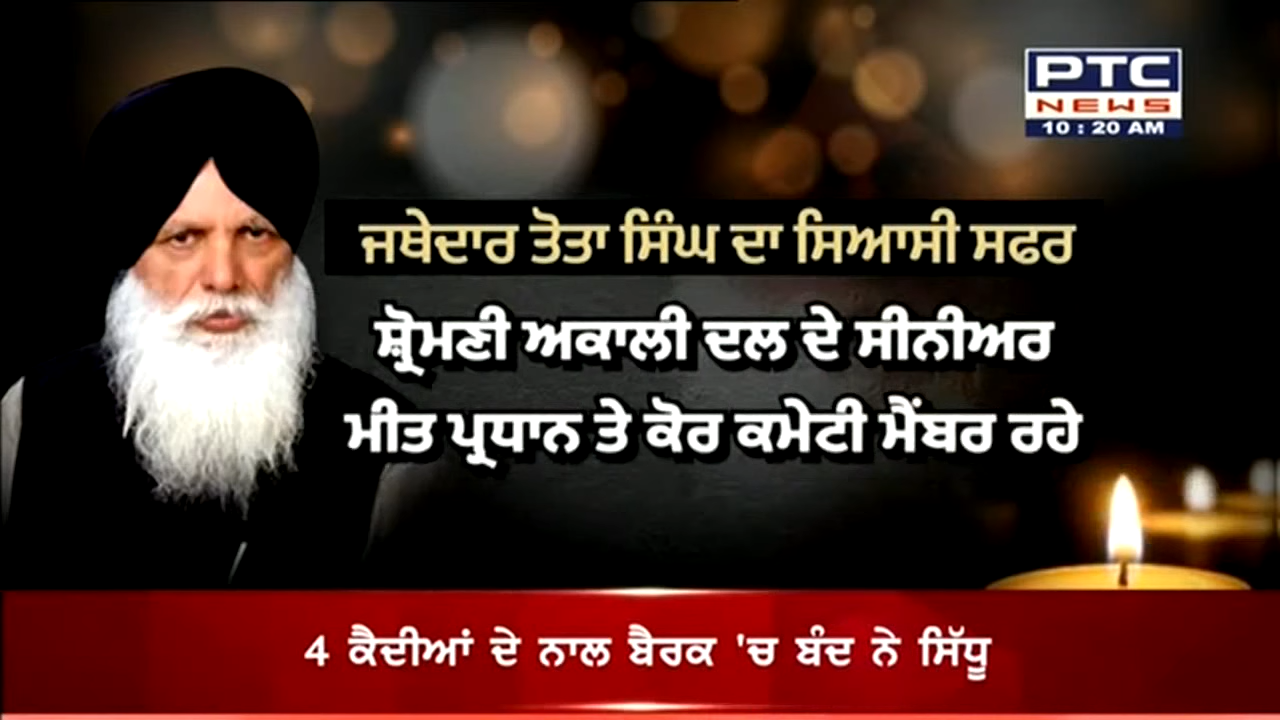 PTC
NEWS
10 : 20 AM
ਜਥੇਦਾਰ ਤੋਤਾ ਸਿੰਘ ਦਾ ਸਿਆਸੀ ਸਫਰ
ਸ਼੍ਰੋਮਣੀ ਅਕਾਲੀ ਦਲ ਦੇ ਸੀਨੀਅਰ
ਮੀਤ ਪ੍ਰਧਾਨ ਤੇ ਕੋਰ ਕਮੇਟੀ ਮੈਂਬਰ ਰਹੇ
4 ਕੈਦੀਆਂ ਦੇ ਨਾਲ ਬੈਰਕ 'ਚ ਬੰਦ ਨੇ ਸਿੱਧੂ